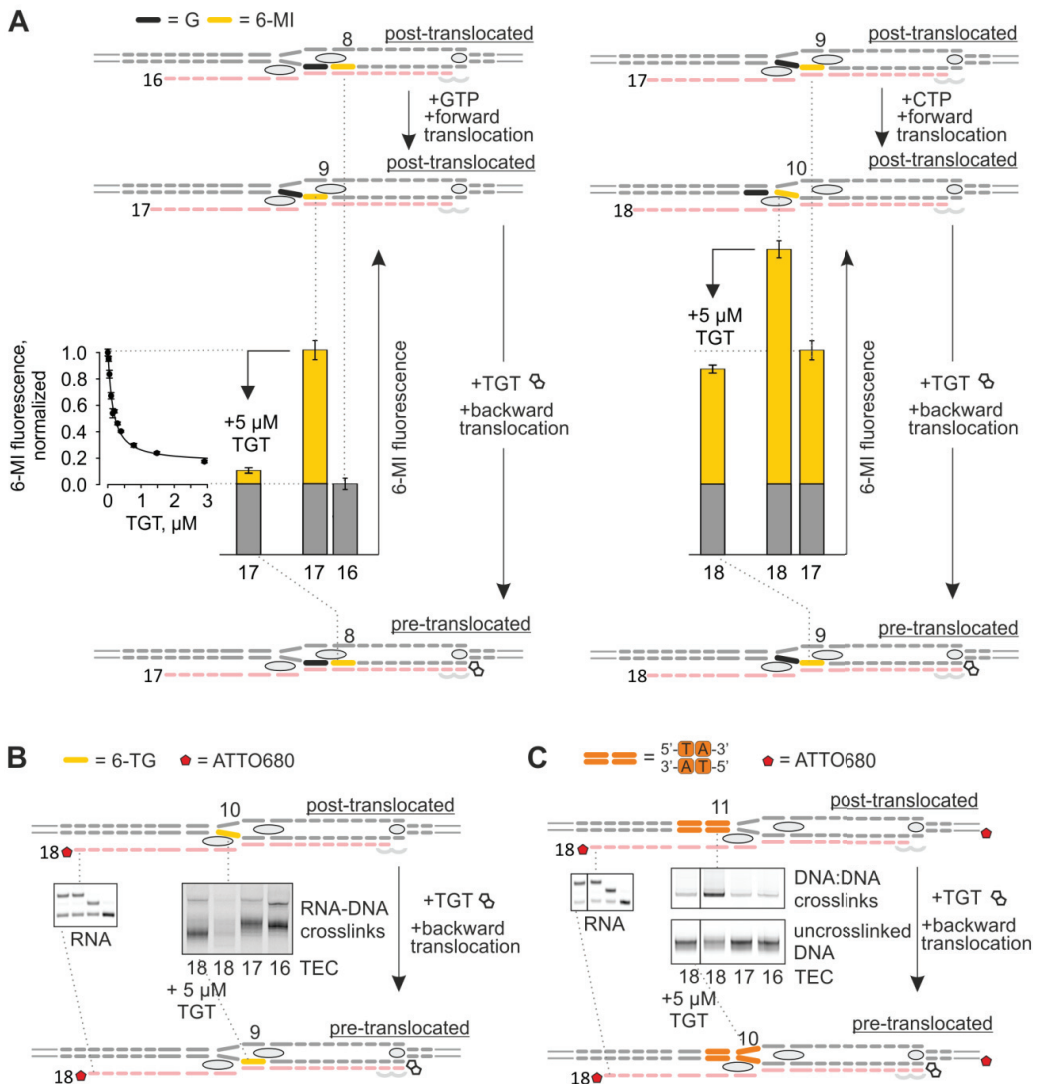 A
= G
= 6-MI
8
post-translocated
16
+GTP
+forward
translocation
9
post-translocated
17
6-MI fluorescence,
normalized
1.0
0.8
0.6
0.4
0.2
0.0
0 1 2 3
TGT, µM
+5 µM
TGT
17 17 16
6-MI fluorescence
+TGT
+backward
translocation
8
pre-translocated
17
9
post-translocated
17
+CTP
+forward
translocation
10
post-translocated
18
+5 µM
TGT
18 18 17
6-MI fluorescence
+TGT
+backward
translocation
9
pre-translocated
18
B
= 6-TG
= ATTO680
10
post-translocated
18
RNA
RNA-DNA
crosslinks
18 18 17 16 TEC
+ 5 µM
TGT
+TGT
+backward
translocation
9
pre-translocated
18
C
= 5'-T A-3'
3'-A T-5'
= ATTO680
11
post-translocated
18
RNA
DNA:DNA
crosslinks
uncrosslinked
DNA
18 18 17 16 TEC
+5 µM
TGT
+TGT
+backward
translocation
10
pre-translocated
18